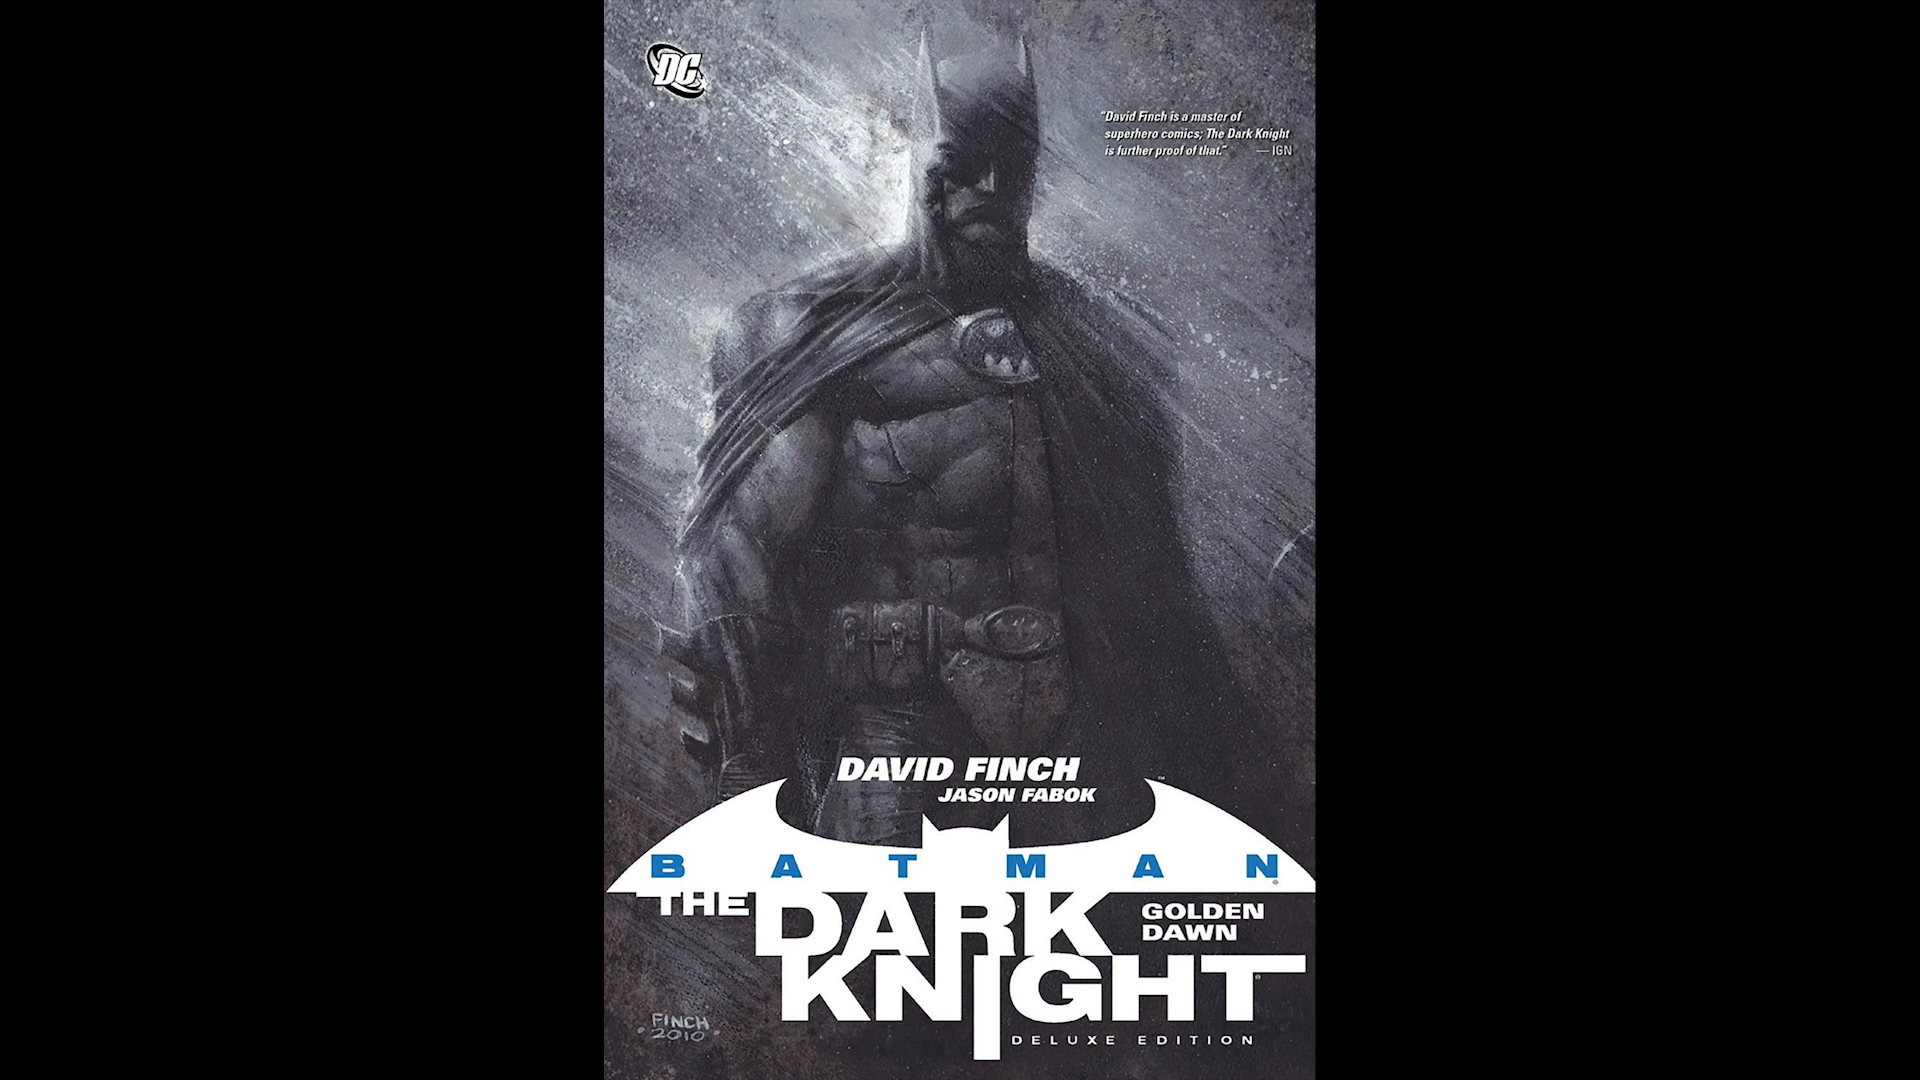 DC
"David Finch is a master of
superhero comics; The Dark Knight
is further proof of that." — IGN
DAVID FINCH
JASON FABOK
BATMAN
THE DARK
GOLDEN
DAWN
KNIGHT
FINCH
2010
DELUXE EDITION